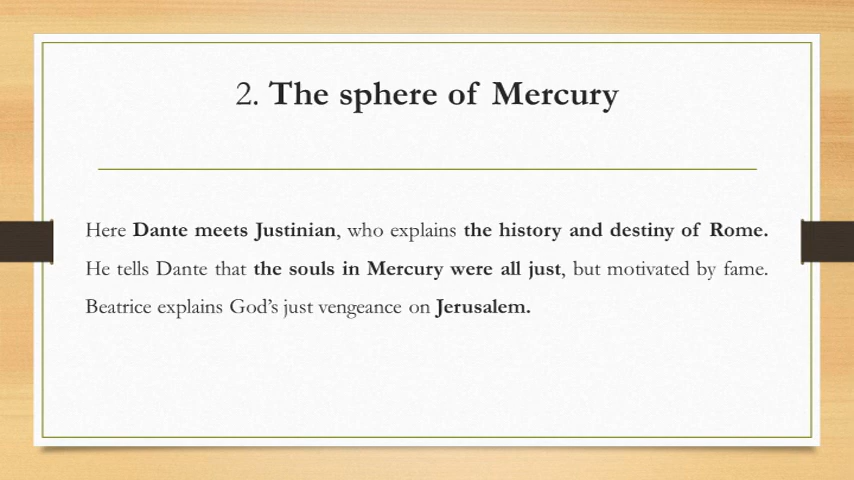 2. The sphere of Mercury
Here Dante meets Justinian, who explains the history and destiny of Rome.
He tells Dante that the souls in Mercury were all just, but motivated by fame.
Beatrice explains God’s just vengeance on Jerusalem.